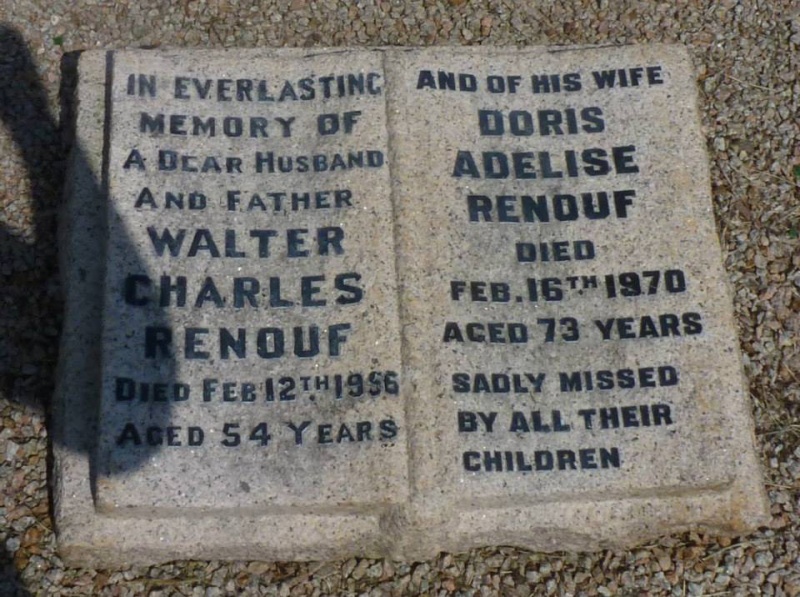 IN EVERLASTING
MEMORY OF
A DEAR HUSBAND
AND FATHER
WALTER
CHARLES
RENOUF
DIED FEB 12TH 1956
AGED 54 YEARS
AND OF HIS WIFE
DORIS
ADELISE
RENOUF
DIED
FEB. 16TH 1970
AGED 73 YEARS
SADLY MISSED
BY ALL THEIR
CHILDREN